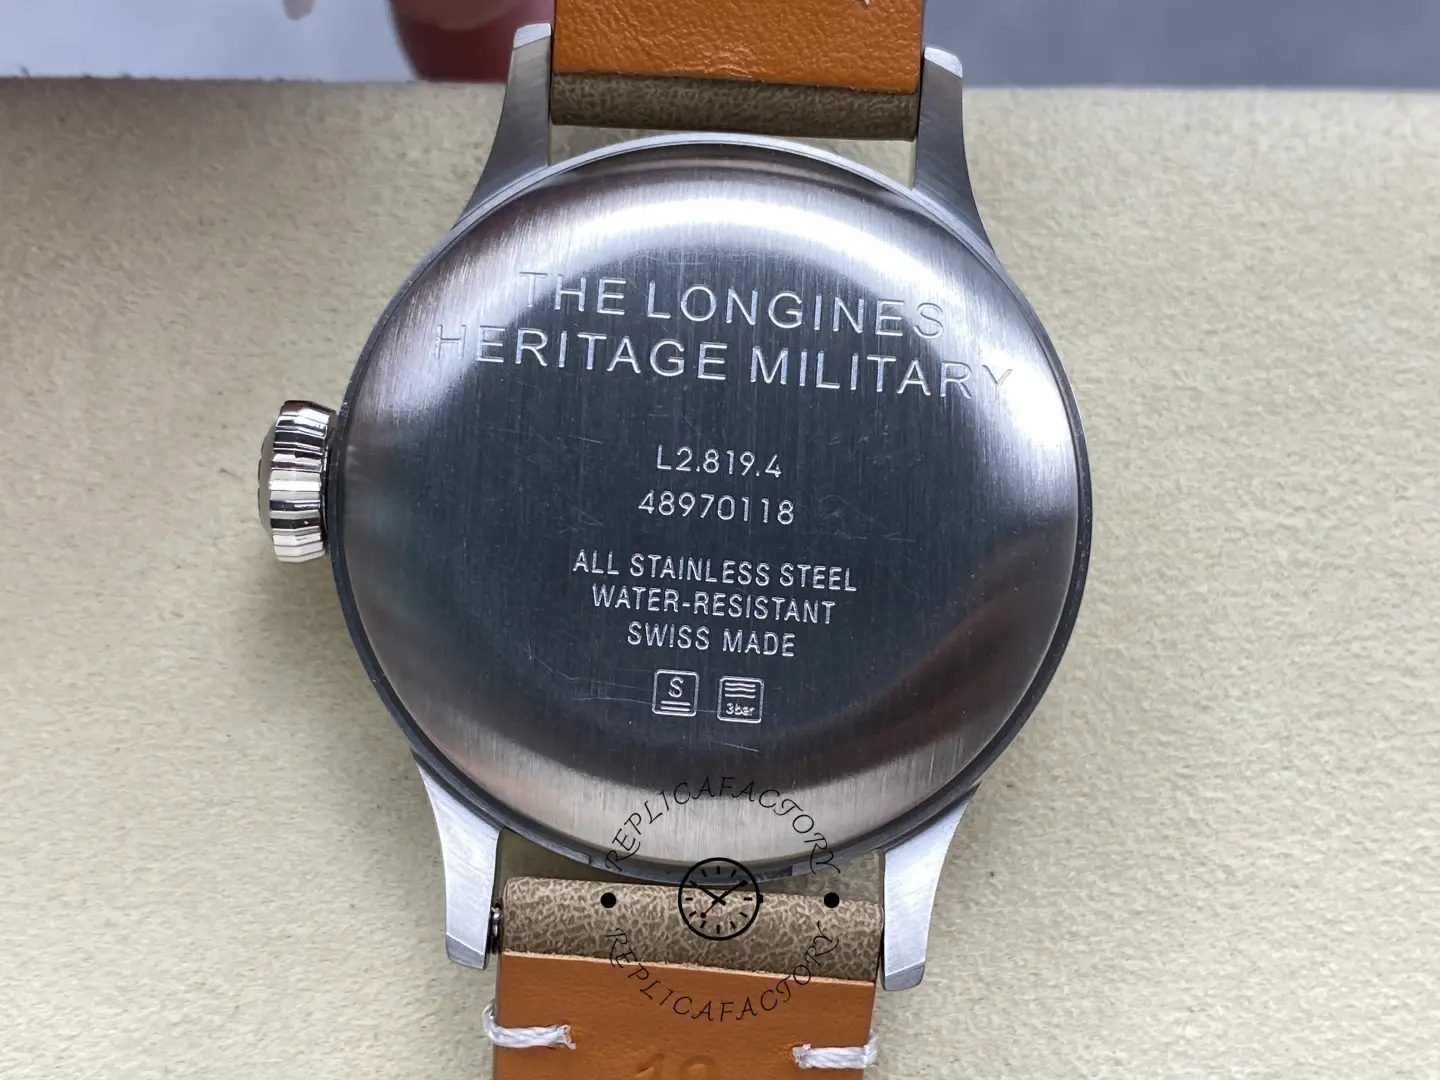 THE LONGINES
HERITAGE MILITARY
L2.819.4
48970118
ALL STAINLESS STEEL
WATER-RESISTANT
SWISS MADE
S
3bar
REPLICAFACTORY
REPLICAFACTORY